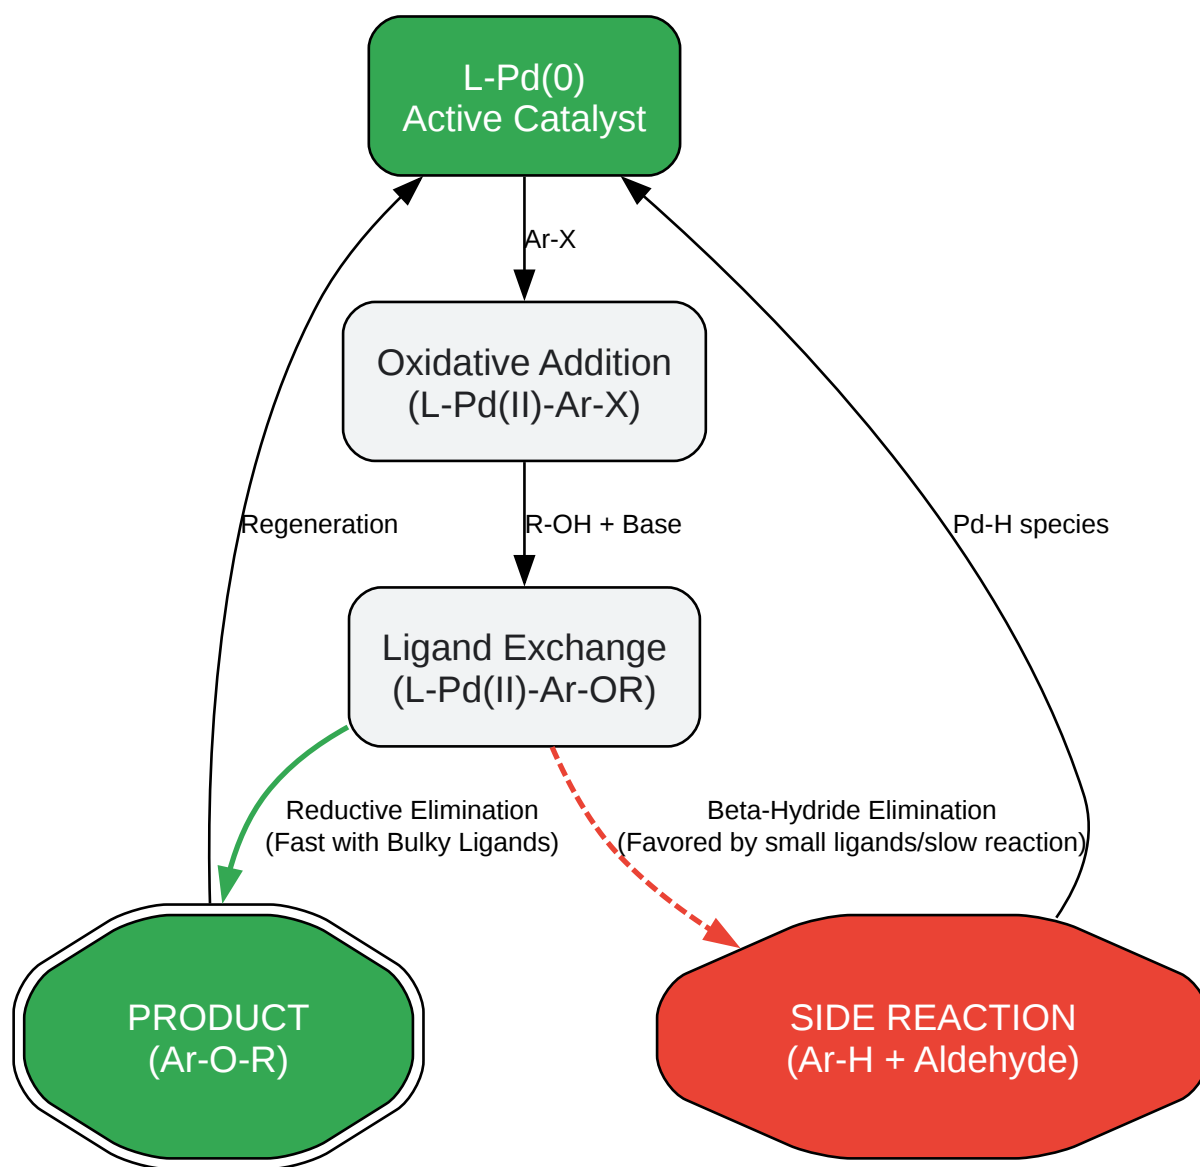 L-Pd(0)
Active Catalyst
Ar-X
Oxidative Addition
(L-Pd(II)-Ar-X)
Regeneration
R-OH + Base
Pd-H species
Ligand Exchange
(L-Pd(II)-Ar-OR)
Reductive Elimination
(Fast with Bulky Ligands)
Beta-Hydride Elimination
(Favored by small ligands/slow reaction)
PRODUCT
(Ar-O-R)
SIDE REACTION
(Ar-H + Aldehyde)